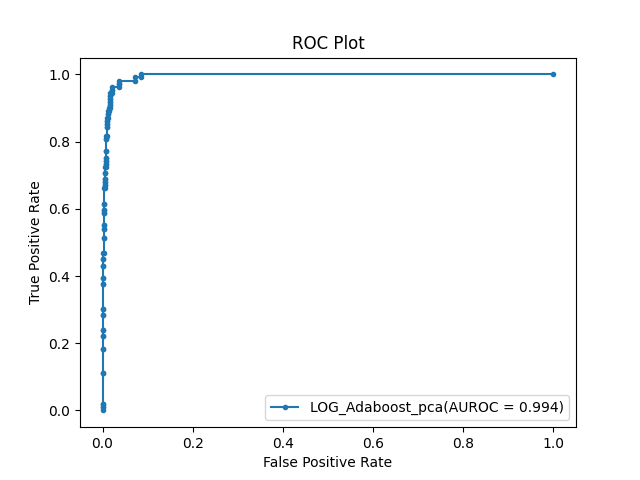 ROC Plot
True Positive Rate
1.0
0.8
0.6
0.4
0.2
0.0
LOG_Adaboost_pca(AUROC = 0.994)
0.0 0.2 0.4 0.6 0.8 1.0
False Positive Rate